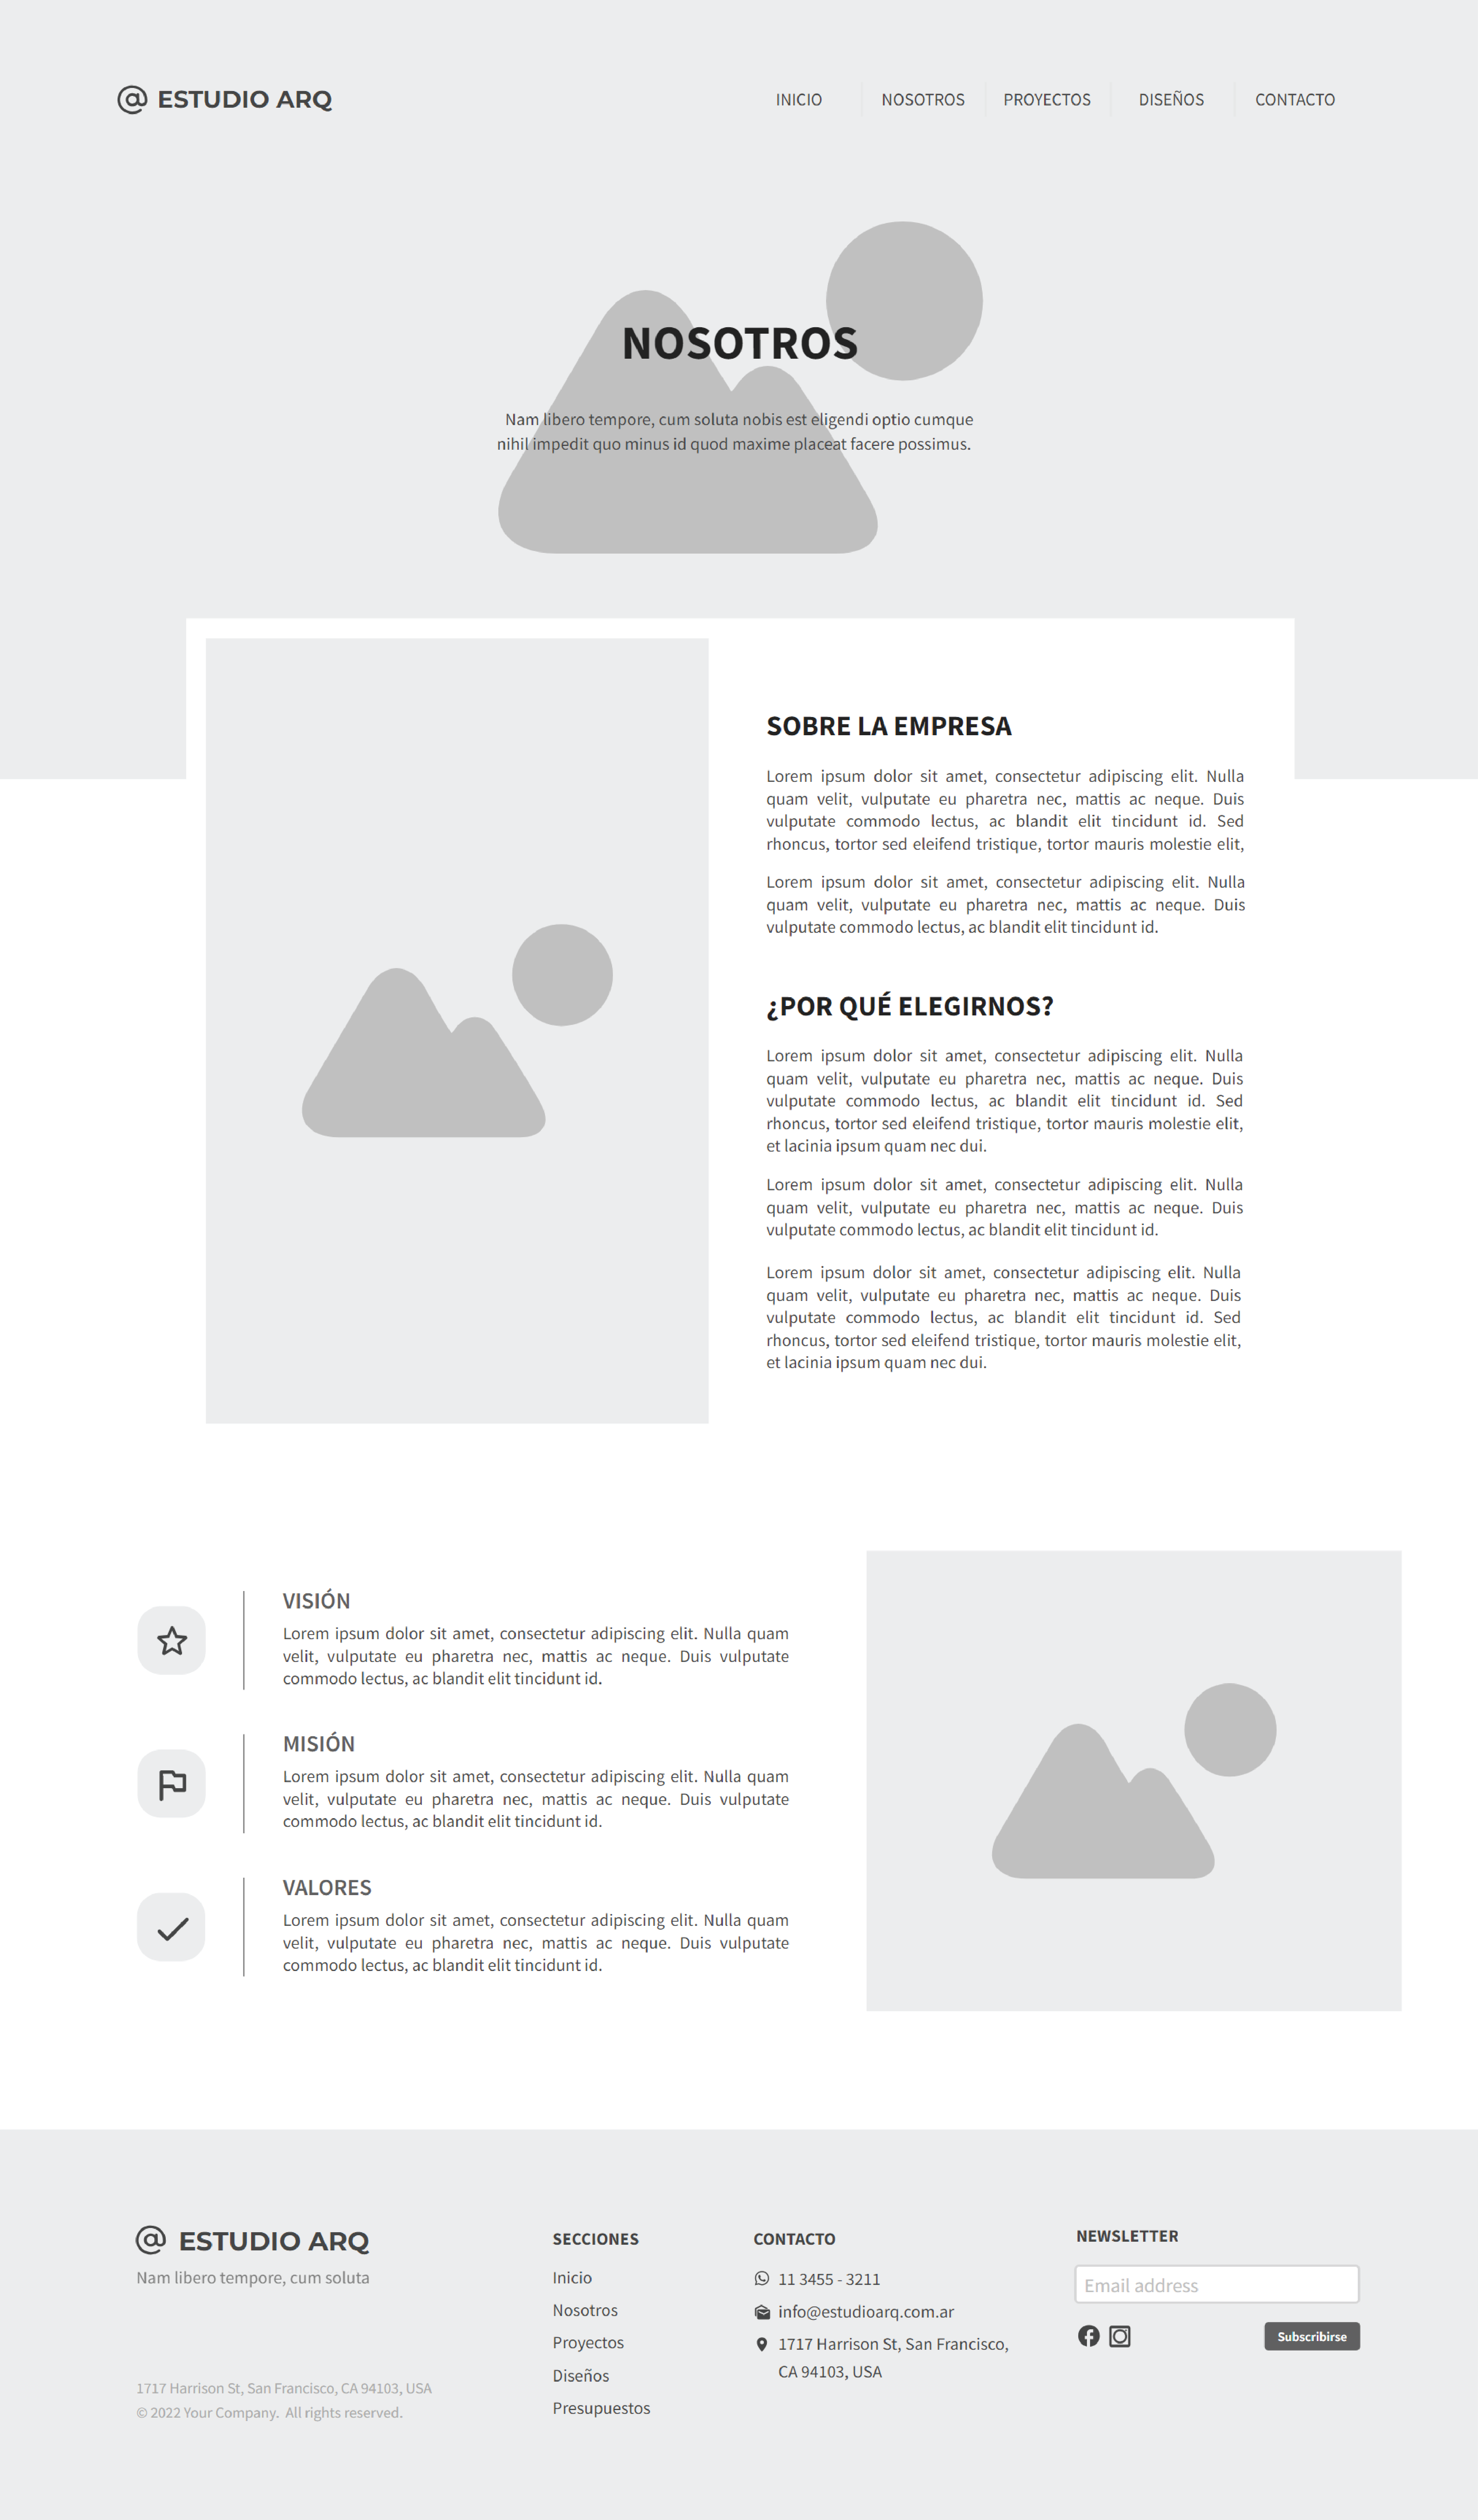 @ ESTUDIO ARQ
INICIO
NOSOTROS
PROYECTOS
DISEÑOS
CONTACTO
NOSOTROS
Nam libero tempore, cum soluta nobis est eligendi optio cumque
nihil impedit quo minus id quod maxime placeat facere possimus.
SOBRE LA EMPRESA
Lorem ipsum dolor sit amet, consectetur adipiscing elit. Nulla
quam velit, vulputate eu pharetra nec, mattis ac neque. Duis
vulputate commodo lectus, ac blandit elit tincidunt id. Sed
rhoncus, tortor sed eleifend tristique, tortor mauris molestie elit,
Lorem ipsum dolor sit amet, consectetur adipiscing elit. Nulla
quam velit, vulputate eu pharetra nec, mattis ac neque. Duis
vulputate commodo lectus, ac blandit elit tincidunt id.
¿POR QUÉ ELEGIRNOS?
Lorem ipsum dolor sit amet, consectetur adipiscing elit. Nulla
quam velit, vulputate eu pharetra nec, mattis ac neque. Duis
vulputate commodo lectus, ac blandit elit tincidunt id. Sed
rhoncus, tortor sed eleifend tristique, tortor mauris molestie elit,
et lacinia ipsum quam nec dui.
Lorem ipsum dolor sit amet, consectetur adipiscing elit. Nulla
quam velit, vulputate eu pharetra nec, mattis ac neque. Duis
vulputate commodo lectus, ac blandit elit tincidunt id.
Lorem ipsum dolor sit amet, consectetur adipiscing elit. Nulla
quam velit, vulputate eu pharetra nec, mattis ac neque. Duis
vulputate commodo lectus, ac blandit elit tincidunt id. Sed
rhoncus, tortor sed eleifend tristique, tortor mauris molestie elit,
et lacinia ipsum quam nec dui.
VISIÓN
Lorem ipsum dolor sit amet, consectetur adipiscing elit. Nulla quam
velit, vulputate eu pharetra nec, mattis ac neque. Duis vulputate
commodo lectus, ac blandit elit tincidunt id.
MISIÓN
Lorem ipsum dolor sit amet, consectetur adipiscing elit. Nulla quam
velit, vulputate eu pharetra nec, mattis ac neque. Duis vulputate
commodo lectus, ac blandit elit tincidunt id.
VALORES
Lorem ipsum dolor sit amet, consectetur adipiscing elit. Nulla quam
velit, vulputate eu pharetra nec, mattis ac neque. Duis vulputate
commodo lectus, ac blandit elit tincidunt id.
@ ESTUDIO ARQ
Nam libero tempore, cum soluta
1717 Harrison St, San Francisco, CA 94103, USA
© 2022 Your Company. All rights reserved.
SECCIONES
Inicio
Nosotros
Proyectos
Diseños
Presupuestos
CONTACTO
11 3455 - 3211
info@estudioarq.com.ar
1717 Harrison St, San Francisco,
CA 94103, USA
NEWSLETTER
Email address
Subscribirse